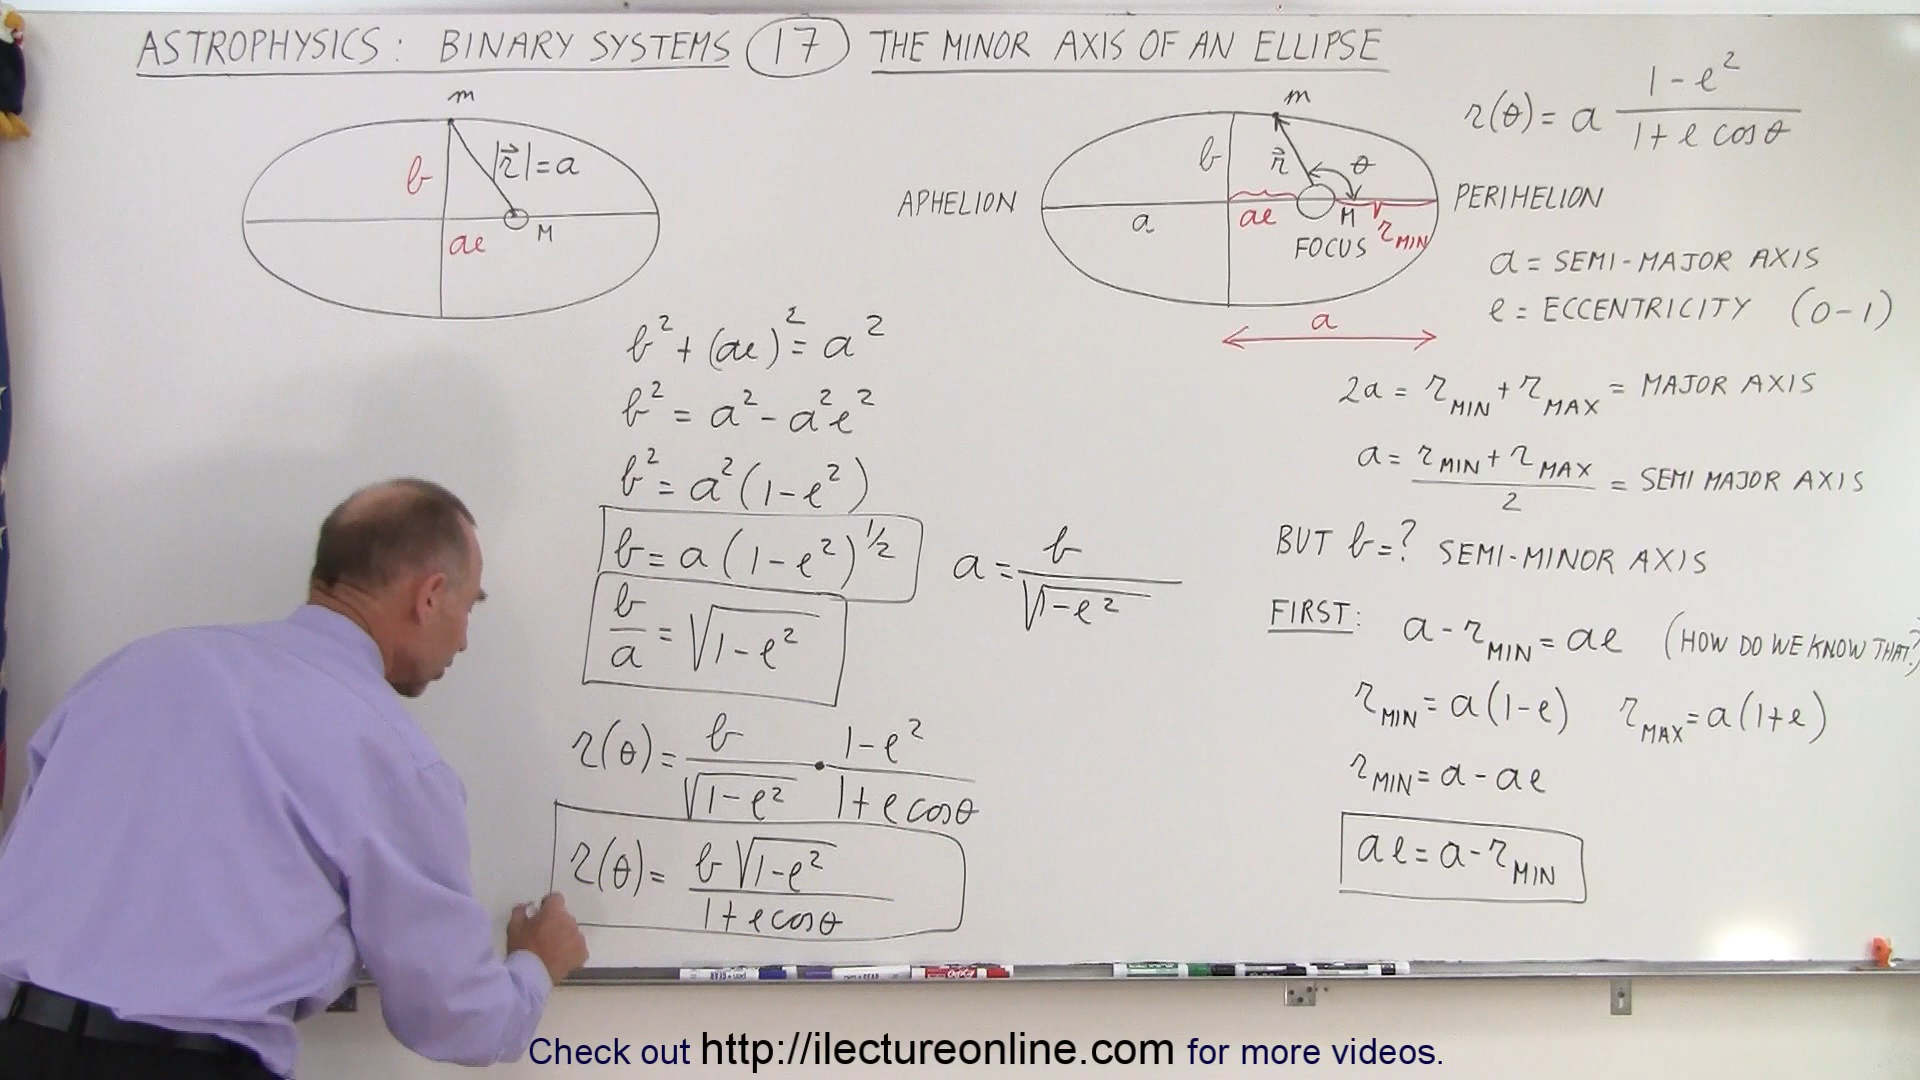 ASTROPHYSICS: BINARY SYSTEMS 17 THE MINOR AXIS OF AN ELLIPSE
m
b |r⃗| = a
ae M
m
b r⃗ θ
APHELION PERIHELION
a ae M r_MIN
FOCUS
a
r(θ) = a (1 - e²)/(1 + e cosθ)
a = SEMI-MAJOR AXIS
e = ECCENTRICITY (0-1)
2a = r_MIN + r_MAX = MAJOR AXIS
a = (r_MIN + r_MAX)/2 = SEMI MAJOR AXIS
BUT b = ? SEMI-MINOR AXIS
FIRST: a - r_MIN = ae (HOW DO WE KNOW THAT?)
r_MIN = a(1-e) r_MAX = a(1+e)
r_MIN = a - ae
ae = a - r_MIN
b² + (ae)² = a²
b² = a² - a²e²
b² = a²(1-e²)
b = a(1-e²)^½ a = b/√(1-e²)
b/a = √(1-e²)
r(θ) = b/√(1-e²) • (1-e²)/(1+e cosθ)
r(θ) = b√(1-e²)/(1+e cosθ)
Check out http://ilectureonline.com for more videos.